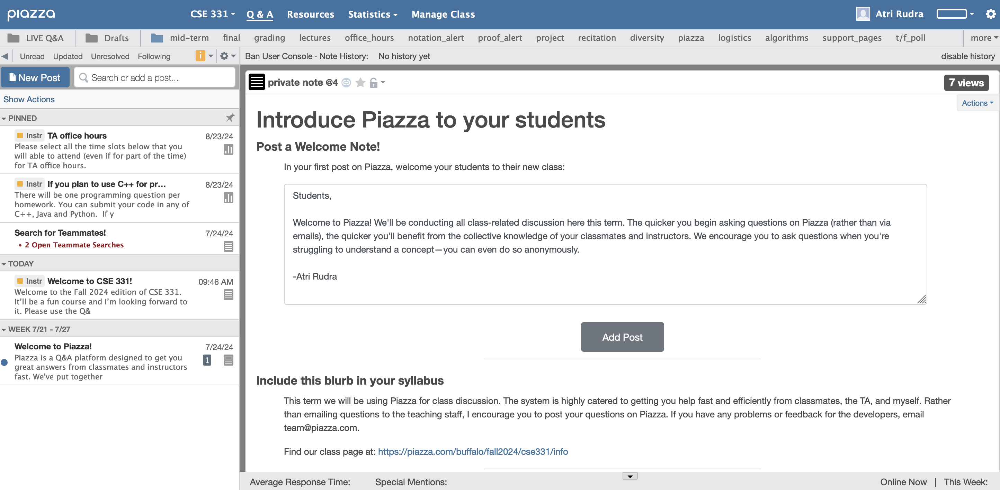 piazza
CSE 331
Q & A
Resources
Statistics
Manage Class
Atri Rudra
LIVE Q&A
Drafts
mid-term
final
grading
lectures
office_hours
notation_alert
proof_alert
project
recitation
diversity
piazza
logistics
algorithms
support_pages
t/f_poll
more
Unread
Updated
Unresolved
Following
i
Ban User Console · Note History:
No history yet
disable history
New Post
Search or add a post...
Show Actions
PINNED
Instr TA office hours
8/23/24
Please select all the time slots below that you
will able to attend (even if for part of the time)
for TA office hours.
Instr If you plan to use C++ for pr...
8/23/24
There will be one programming question per
homework. You can submit your code in any of
C++, Java and Python.  If y
Search for Teammates!
7/24/24
• 2 Open Teammate Searches
TODAY
Instr Welcome to CSE 331!
09:46 AM
Welcome to the Fall 2024 edition of CSE 331.
It’ll be a fun course and I’m looking forward to
it. Please use the Q&
WEEK 7/21 - 7/27
Welcome to Piazza!
7/24/24
Piazza is a Q&A platform designed to get you
great answers from classmates and instructors
fast. We've put together
1
private note @4
7 views
Actions
Introduce Piazza to your students
Post a Welcome Note!
In your first post on Piazza, welcome your students to their new class:
Students,
Welcome to Piazza! We'll be conducting all class-related discussion here this term. The quicker you begin asking questions on Piazza (rather than via
emails), the quicker you'll benefit from the collective knowledge of your classmates and instructors. We encourage you to ask questions when you're
struggling to understand a concept—you can even do so anonymously.
-Atri Rudra
Add Post
Include this blurb in your syllabus
This term we will be using Piazza for class discussion. The system is highly catered to getting you help fast and efficiently from classmates, the TA, and myself. Rather
than emailing questions to the teaching staff, I encourage you to post your questions on Piazza. If you have any problems or feedback for the developers, email
team@piazza.com.
Find our class page at: https://piazza.com/buffalo/fall2024/cse331/info
Average Response Time:
Special Mentions:
Online Now | This Week: